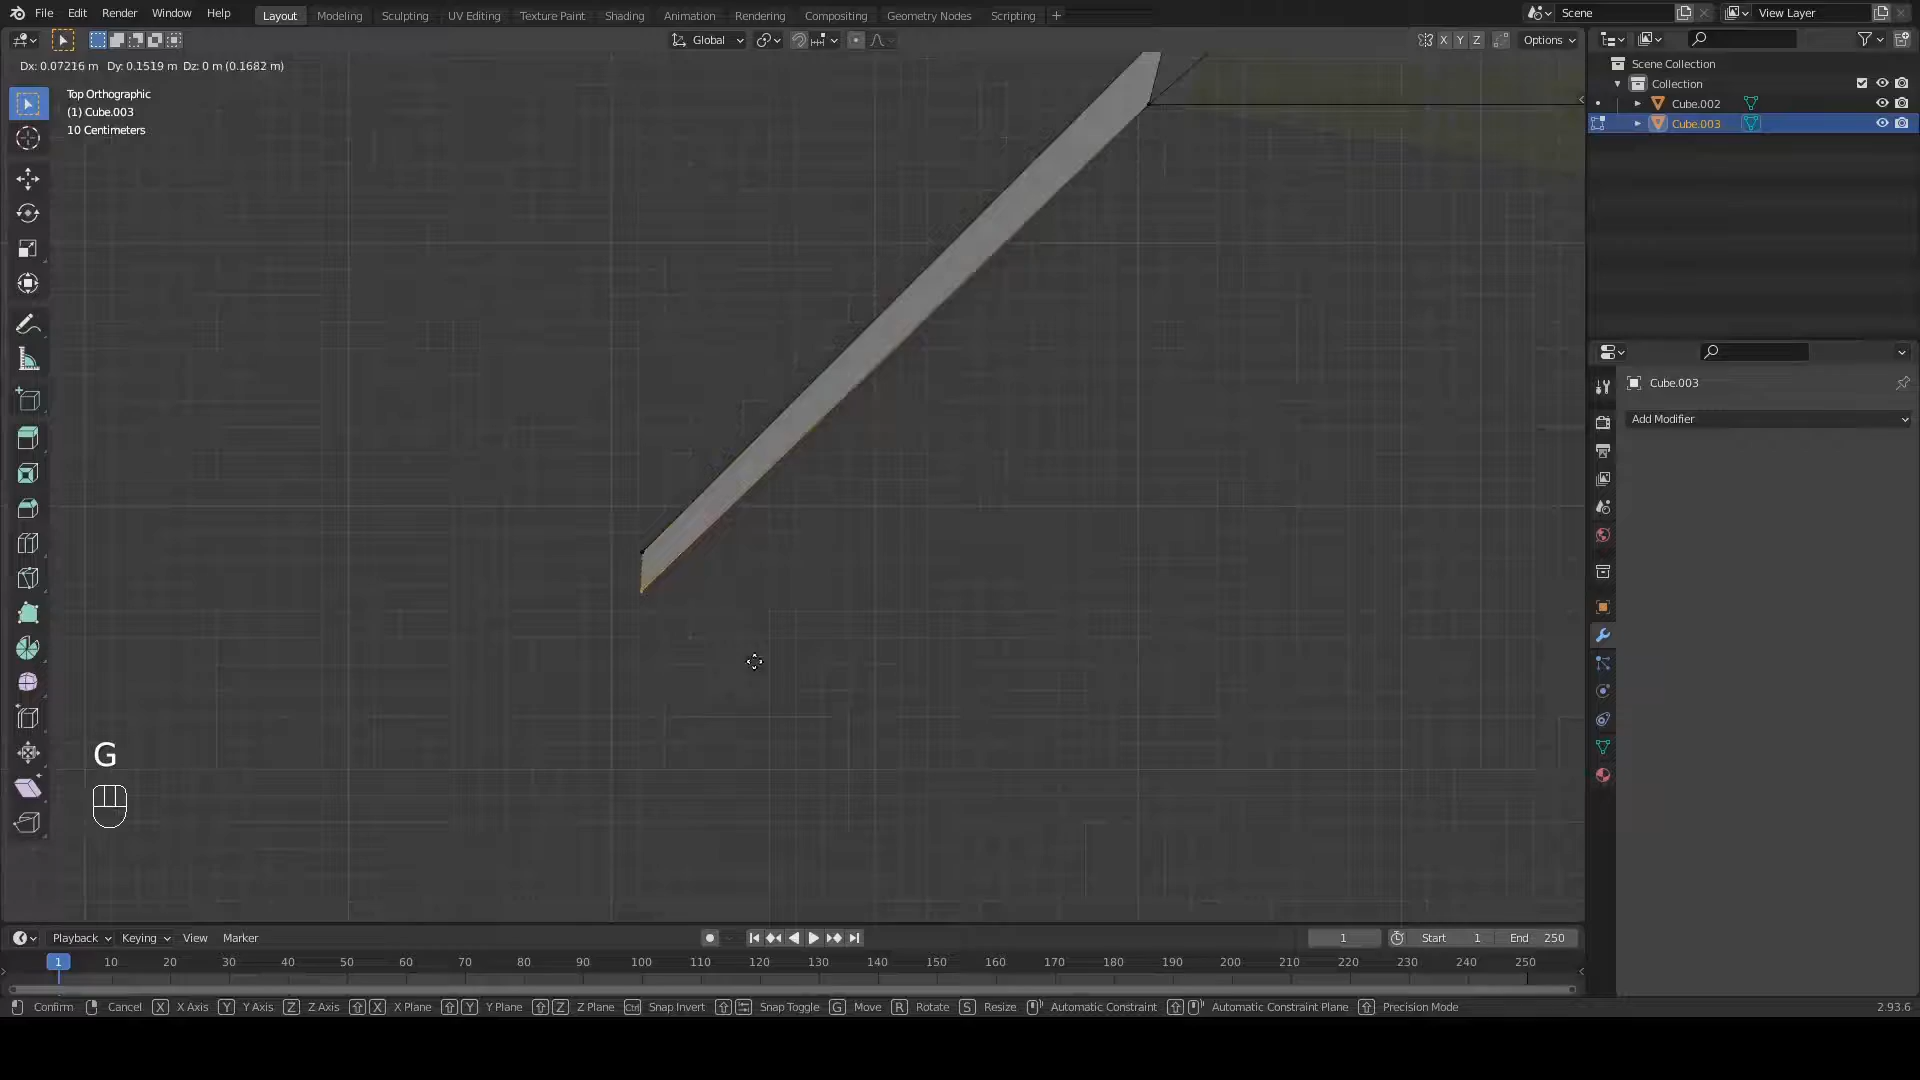 File Edit Render Window Help Layout Modeling Sculpting UV Editing Texture Paint Shading Animation Rendering Compositing Geometry Nodes Scripting + Scene View Layer
Global X Y Z Options
Dx: 0.07216 m Dy: 0.1519 m Dz: 0 m (0.1682 m)
Scene Collection
Top Orthographic
Collection
(1) Cube.003
Cube.002
10 Centimeters
Cube.003
Cube.003
Add Modifier
G
Playback Keying View Marker 1 Start 1 End 250
1 10 20 30 40 50 60 70 80 90 100 110 120 130 140 150 160 170 180 190 200 210 220 230 240 250
Confirm Cancel X X Axis Y Y Axis Z Z Axis X X Plane Y Y Plane Z Z Plane Ctrl Snap Invert Snap Toggle G Move R Rotate S Resize Automatic Constraint Automatic Constraint Plane Precision Mode 2.93.6